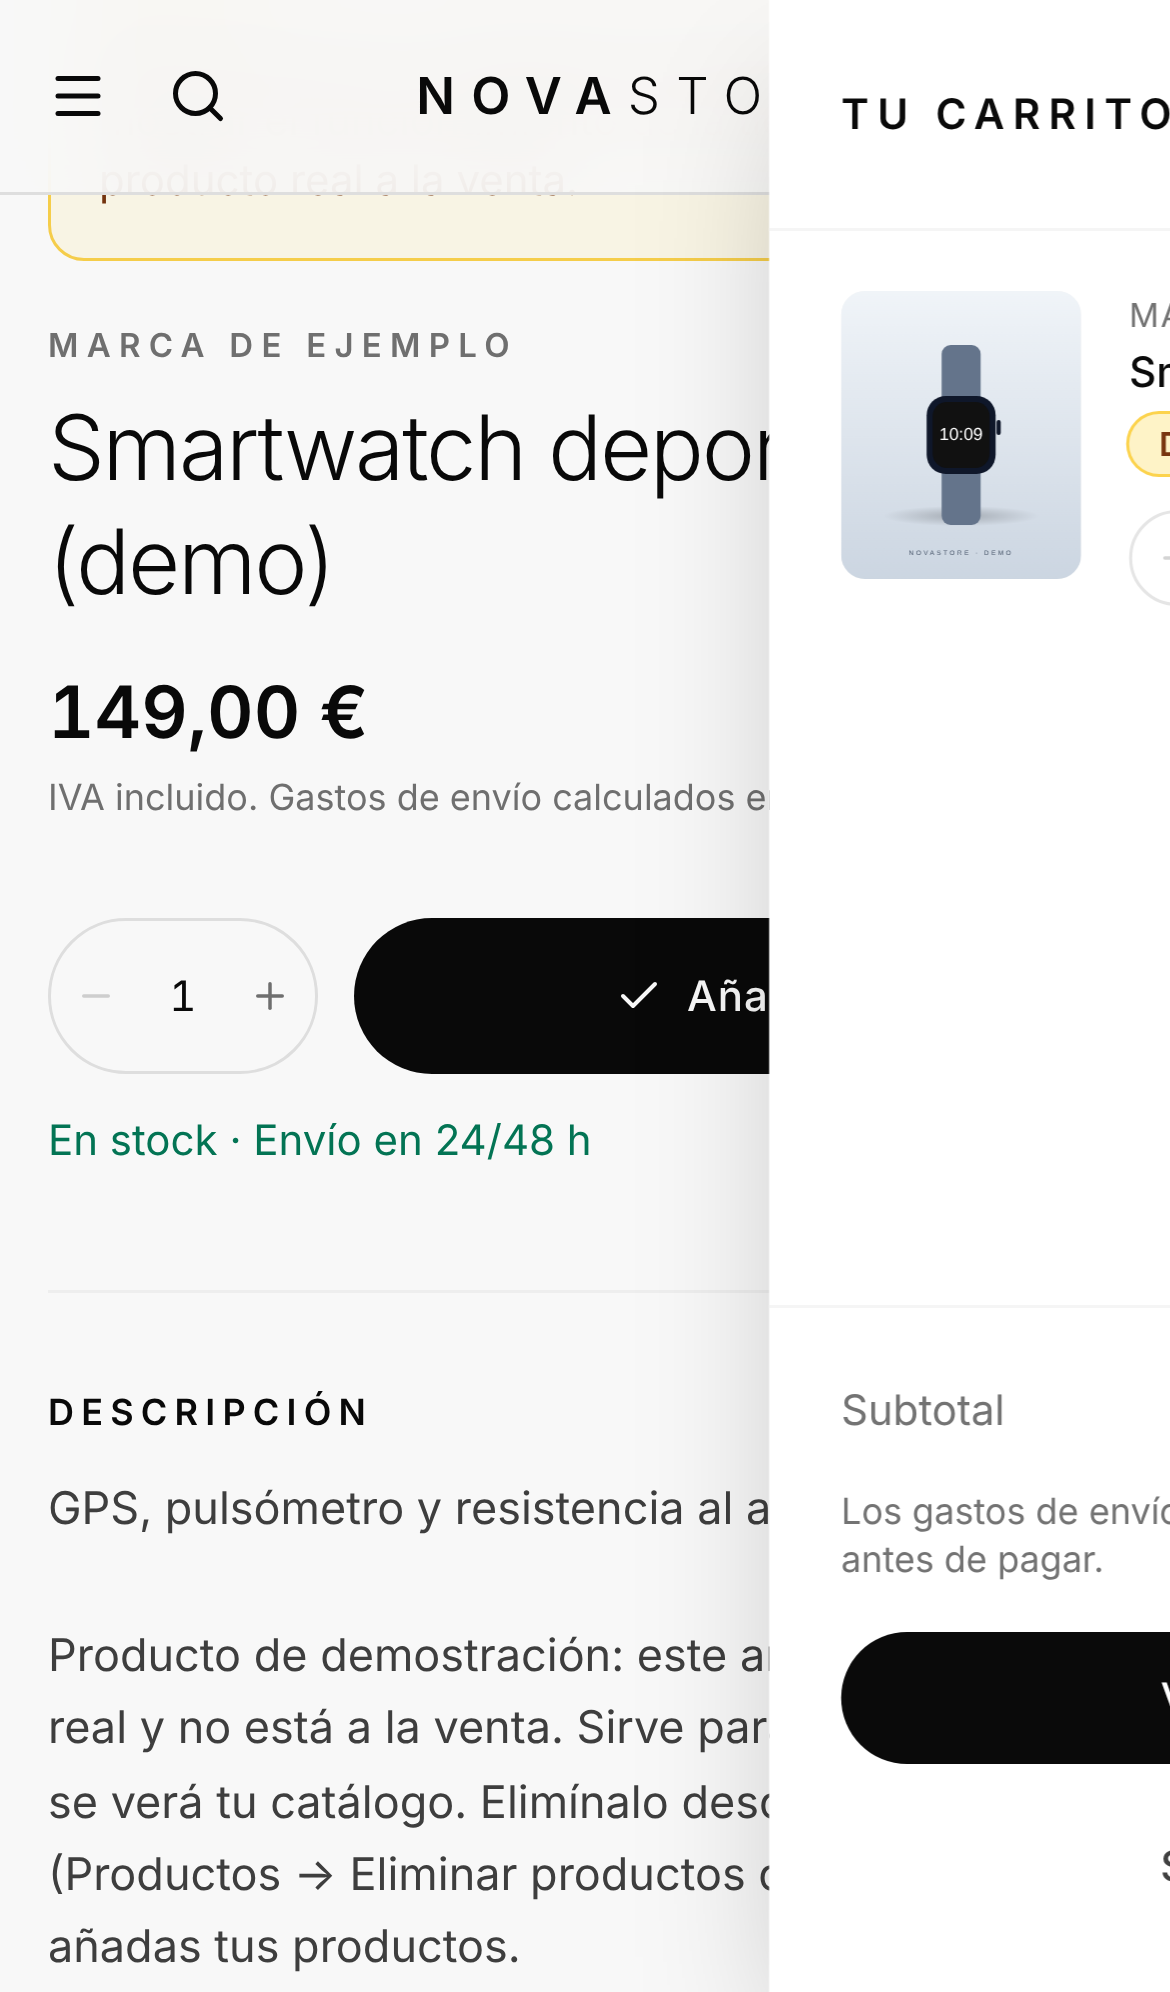 NOVASTO
producto real a la venta.
MARCA DE EJEMPLO
Smartwatch depor
(demo)
149,00 €
IVA incluido. Gastos de envío calculados e
1
Aña
En stock · Envío en 24/48 h
DESCRIPCIÓN
GPS, pulsómetro y resistencia al a
Producto de demostración: este a
real y no está a la venta. Sirve par
se verá tu catálogo. Elimínalo desd
(Productos → Eliminar productos d
añadas tus productos.
TU CARRITO
10:09
NOVASTORE · DEMO
MA
Sm
D
Subtotal
Los gastos de envío
antes de pagar.
V
S